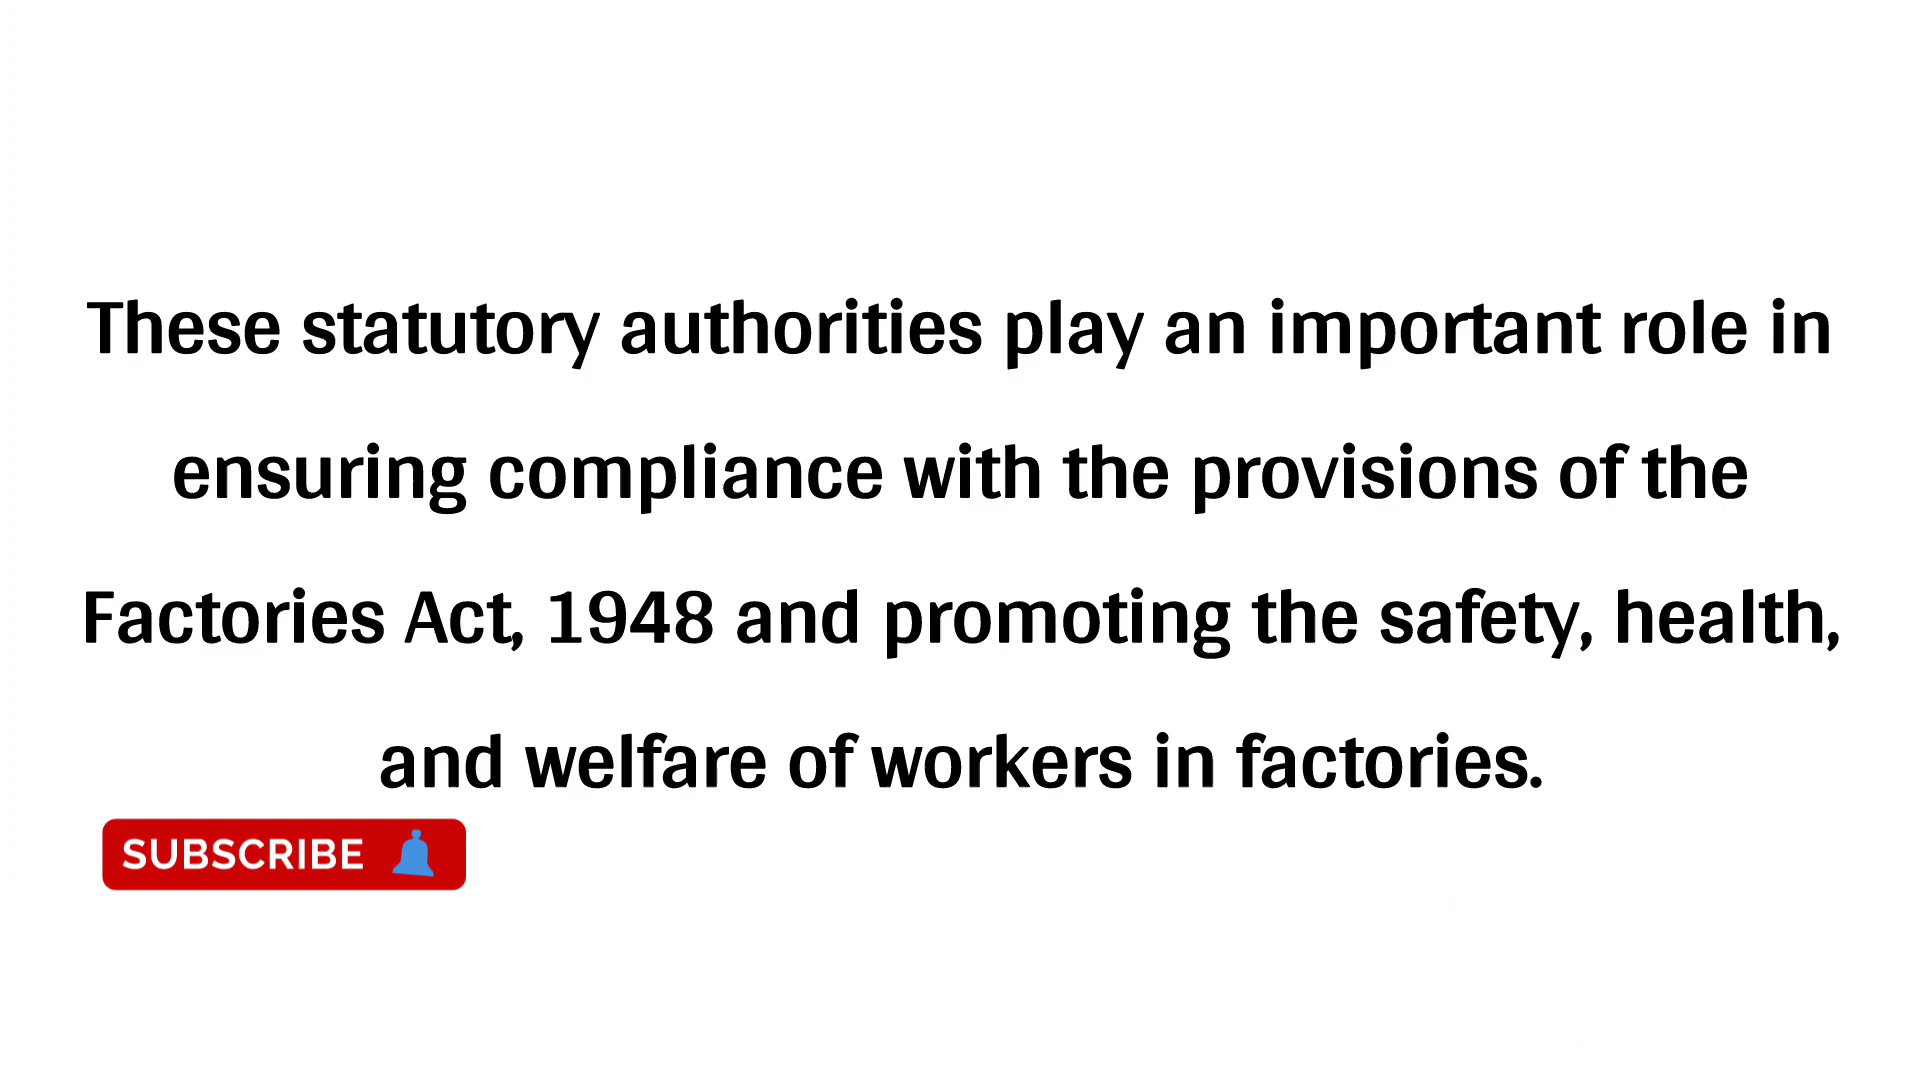 These statutory authorities play an important role in
ensuring compliance with the provisions of the
Factories Act, 1948 and promoting the safety, health,
and welfare of workers in factories.
SUBSCRIBE